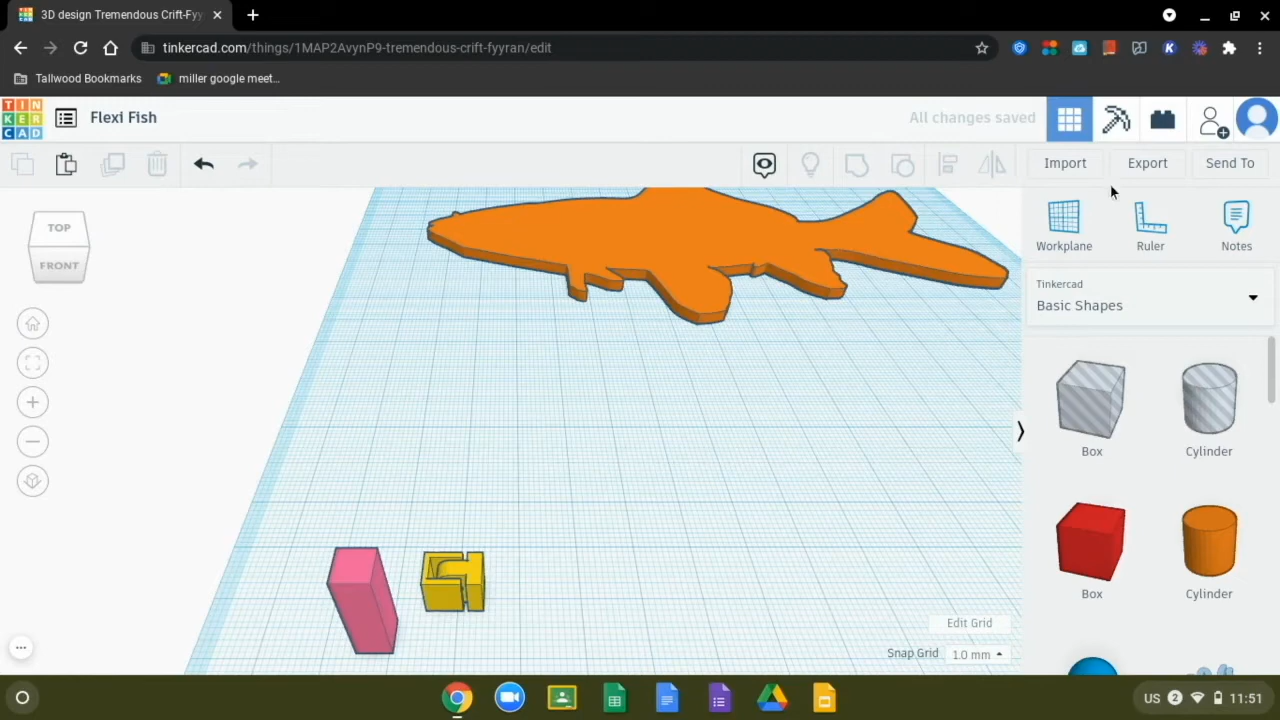 3D design Tremendous Crift-Fyy
tinkercad.com/things/1MAP2AvynP9-tremendous-crift-fyyran/edit
Tallwood Bookmarks
miller google meet...
TIN
KER
CAD
Flexi Fish
All changes saved
Import
Export
Send To
TOP
FRONT
Workplane
Ruler
Notes
Tinkercad
Basic Shapes
Box
Cylinder
Box
Cylinder
Edit Grid
Snap Grid
1.0 mm
US
2
11:51